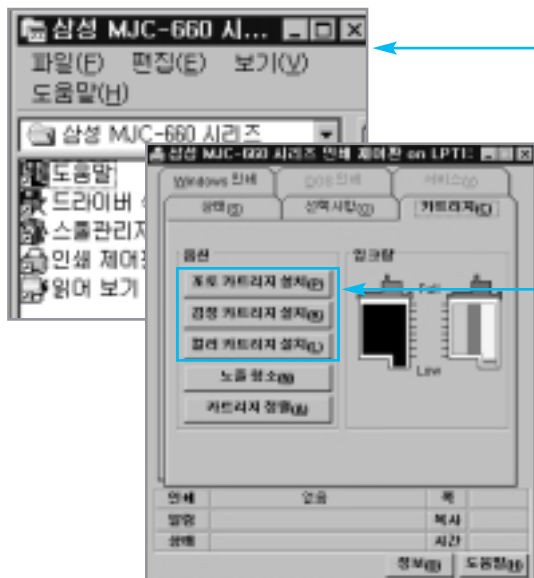 삼성 MJC-660 시...
파일(F) 편집(E) 보기(V)
도움말(H)
삼성 MJC-660 시리즈
도움말
드라이버
스풀관리자
인쇄 제어판
읽어 보기
삼성 MJC-660 시리즈 인쇄 제어판 on LPT1:
Windows 인쇄 DOS 인쇄 서비스
상태(S) 선택사항(O) 카트리지(C)
옵션
잉크량
포토 카트리지 설치(P)
검정 카트리지 설치(K)
컬러 카트리지 설치(L)
노즐 청소(N)
카트리지 정렬(A)
Full
Low
인쇄 없음 쪽
알림 복사
상태 시간
정보(B) 도움말(H)